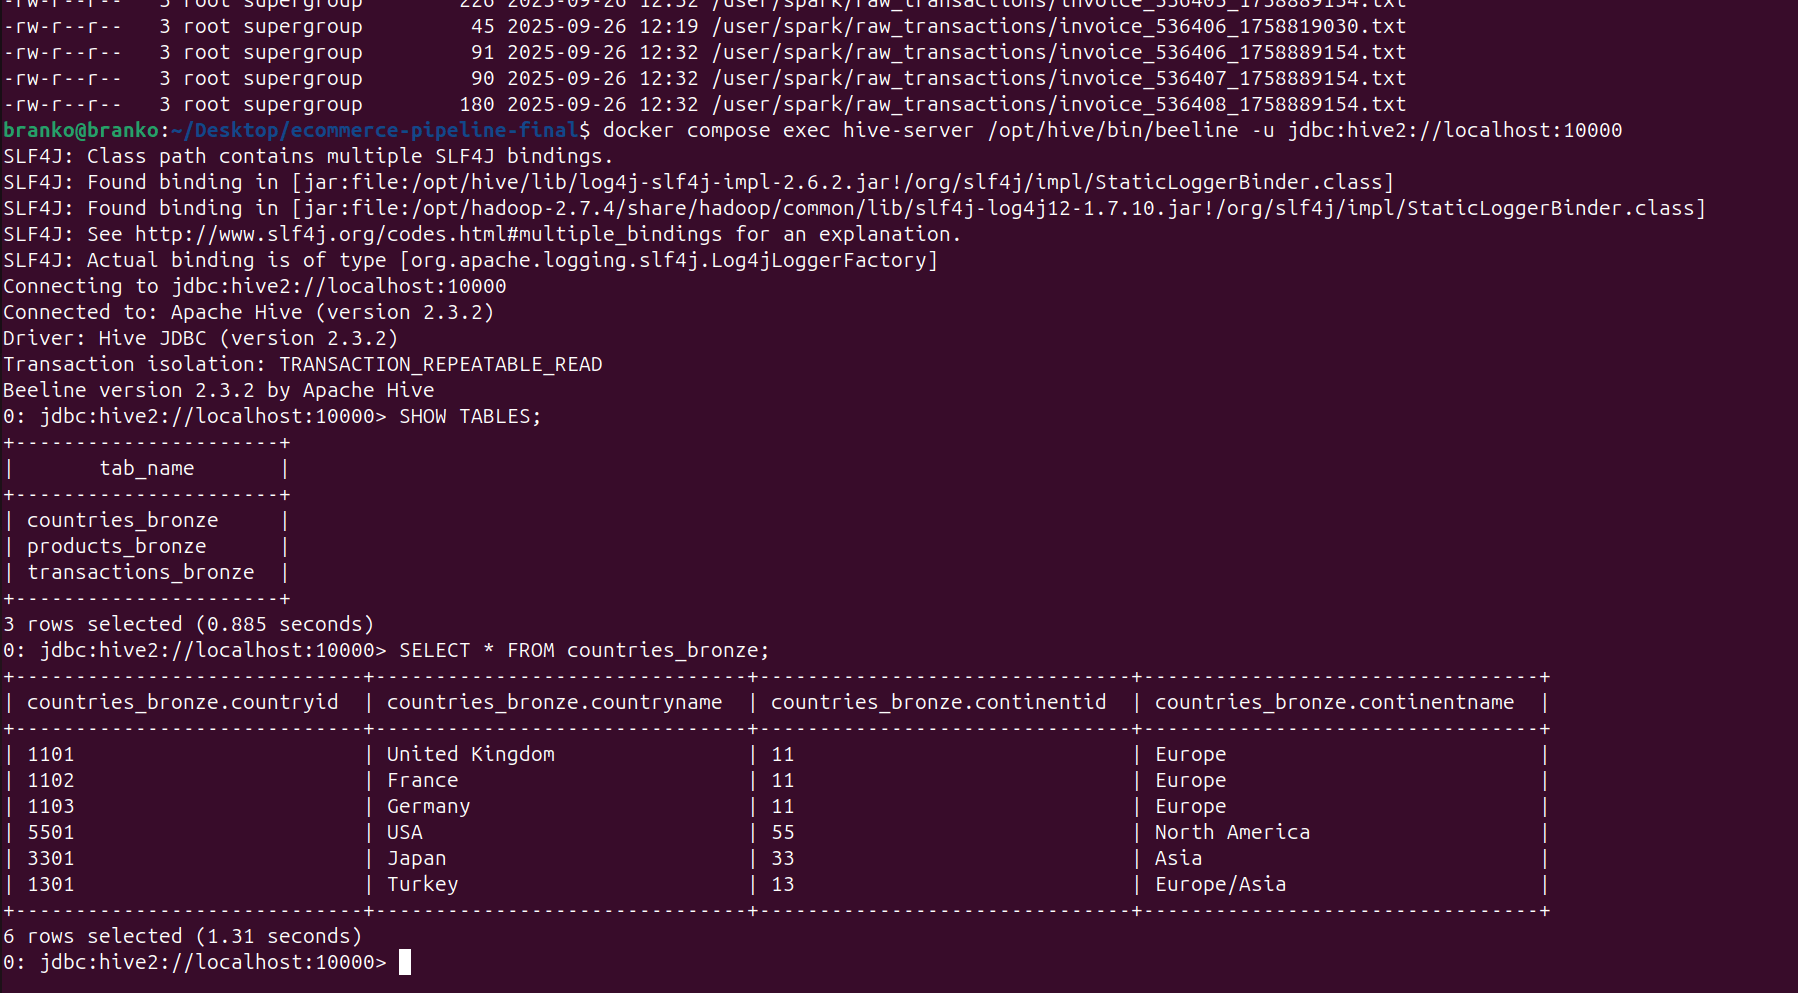 -rw-r--r--   3 root supergroup        226 2025-09-26 12:32 /user/spark/raw_transactions/invoice_536405_1758889154.txt
-rw-r--r--   3 root supergroup         45 2025-09-26 12:19 /user/spark/raw_transactions/invoice_536406_1758819030.txt
-rw-r--r--   3 root supergroup         91 2025-09-26 12:32 /user/spark/raw_transactions/invoice_536406_1758889154.txt
-rw-r--r--   3 root supergroup         90 2025-09-26 12:32 /user/spark/raw_transactions/invoice_536407_1758889154.txt
-rw-r--r--   3 root supergroup        180 2025-09-26 12:32 /user/spark/raw_transactions/invoice_536408_1758889154.txt
branko@branko:~/Desktop/ecommerce-pipeline-final$ docker compose exec hive-server /opt/hive/bin/beeline -u jdbc:hive2://localhost:10000
SLF4J: Class path contains multiple SLF4J bindings.
SLF4J: Found binding in [jar:file:/opt/hive/lib/log4j-slf4j-impl-2.6.2.jar!/org/slf4j/impl/StaticLoggerBinder.class]
SLF4J: Found binding in [jar:file:/opt/hadoop-2.7.4/share/hadoop/common/lib/slf4j-log4j12-1.7.10.jar!/org/slf4j/impl/StaticLoggerBinder.class]
SLF4J: See http://www.slf4j.org/codes.html#multiple_bindings for an explanation.
SLF4J: Actual binding is of type [org.apache.logging.slf4j.Log4jLoggerFactory]
Connecting to jdbc:hive2://localhost:10000
Connected to: Apache Hive (version 2.3.2)
Driver: Hive JDBC (version 2.3.2)
Transaction isolation: TRANSACTION_REPEATABLE_READ
Beeline version 2.3.2 by Apache Hive
0: jdbc:hive2://localhost:10000> SHOW TABLES;
+----------------------+
|       tab_name       |
+----------------------+
| countries_bronze     |
| products_bronze      |
| transactions_bronze  |
+----------------------+
3 rows selected (0.885 seconds)
0: jdbc:hive2://localhost:10000> SELECT * FROM countries_bronze;
+-----------------------------+-------------------------------+-------------------------------+--------------------------------+
| countries_bronze.countryid  | countries_bronze.countryname  | countries_bronze.continentid  | countries_bronze.continentname  |
+-----------------------------+-------------------------------+-------------------------------+--------------------------------+
| 1101                        | United Kingdom                | 11                            | Europe                          |
| 1102                        | France                        | 11                            | Europe                          |
| 1103                        | Germany                       | 11                            | Europe                          |
| 5501                        | USA                           | 55                            | North America                   |
| 3301                        | Japan                         | 33                            | Asia                            |
| 1301                        | Turkey                        | 13                            | Europe/Asia                     |
+-----------------------------+-------------------------------+-------------------------------+--------------------------------+
6 rows selected (1.31 seconds)
0: jdbc:hive2://localhost:10000>